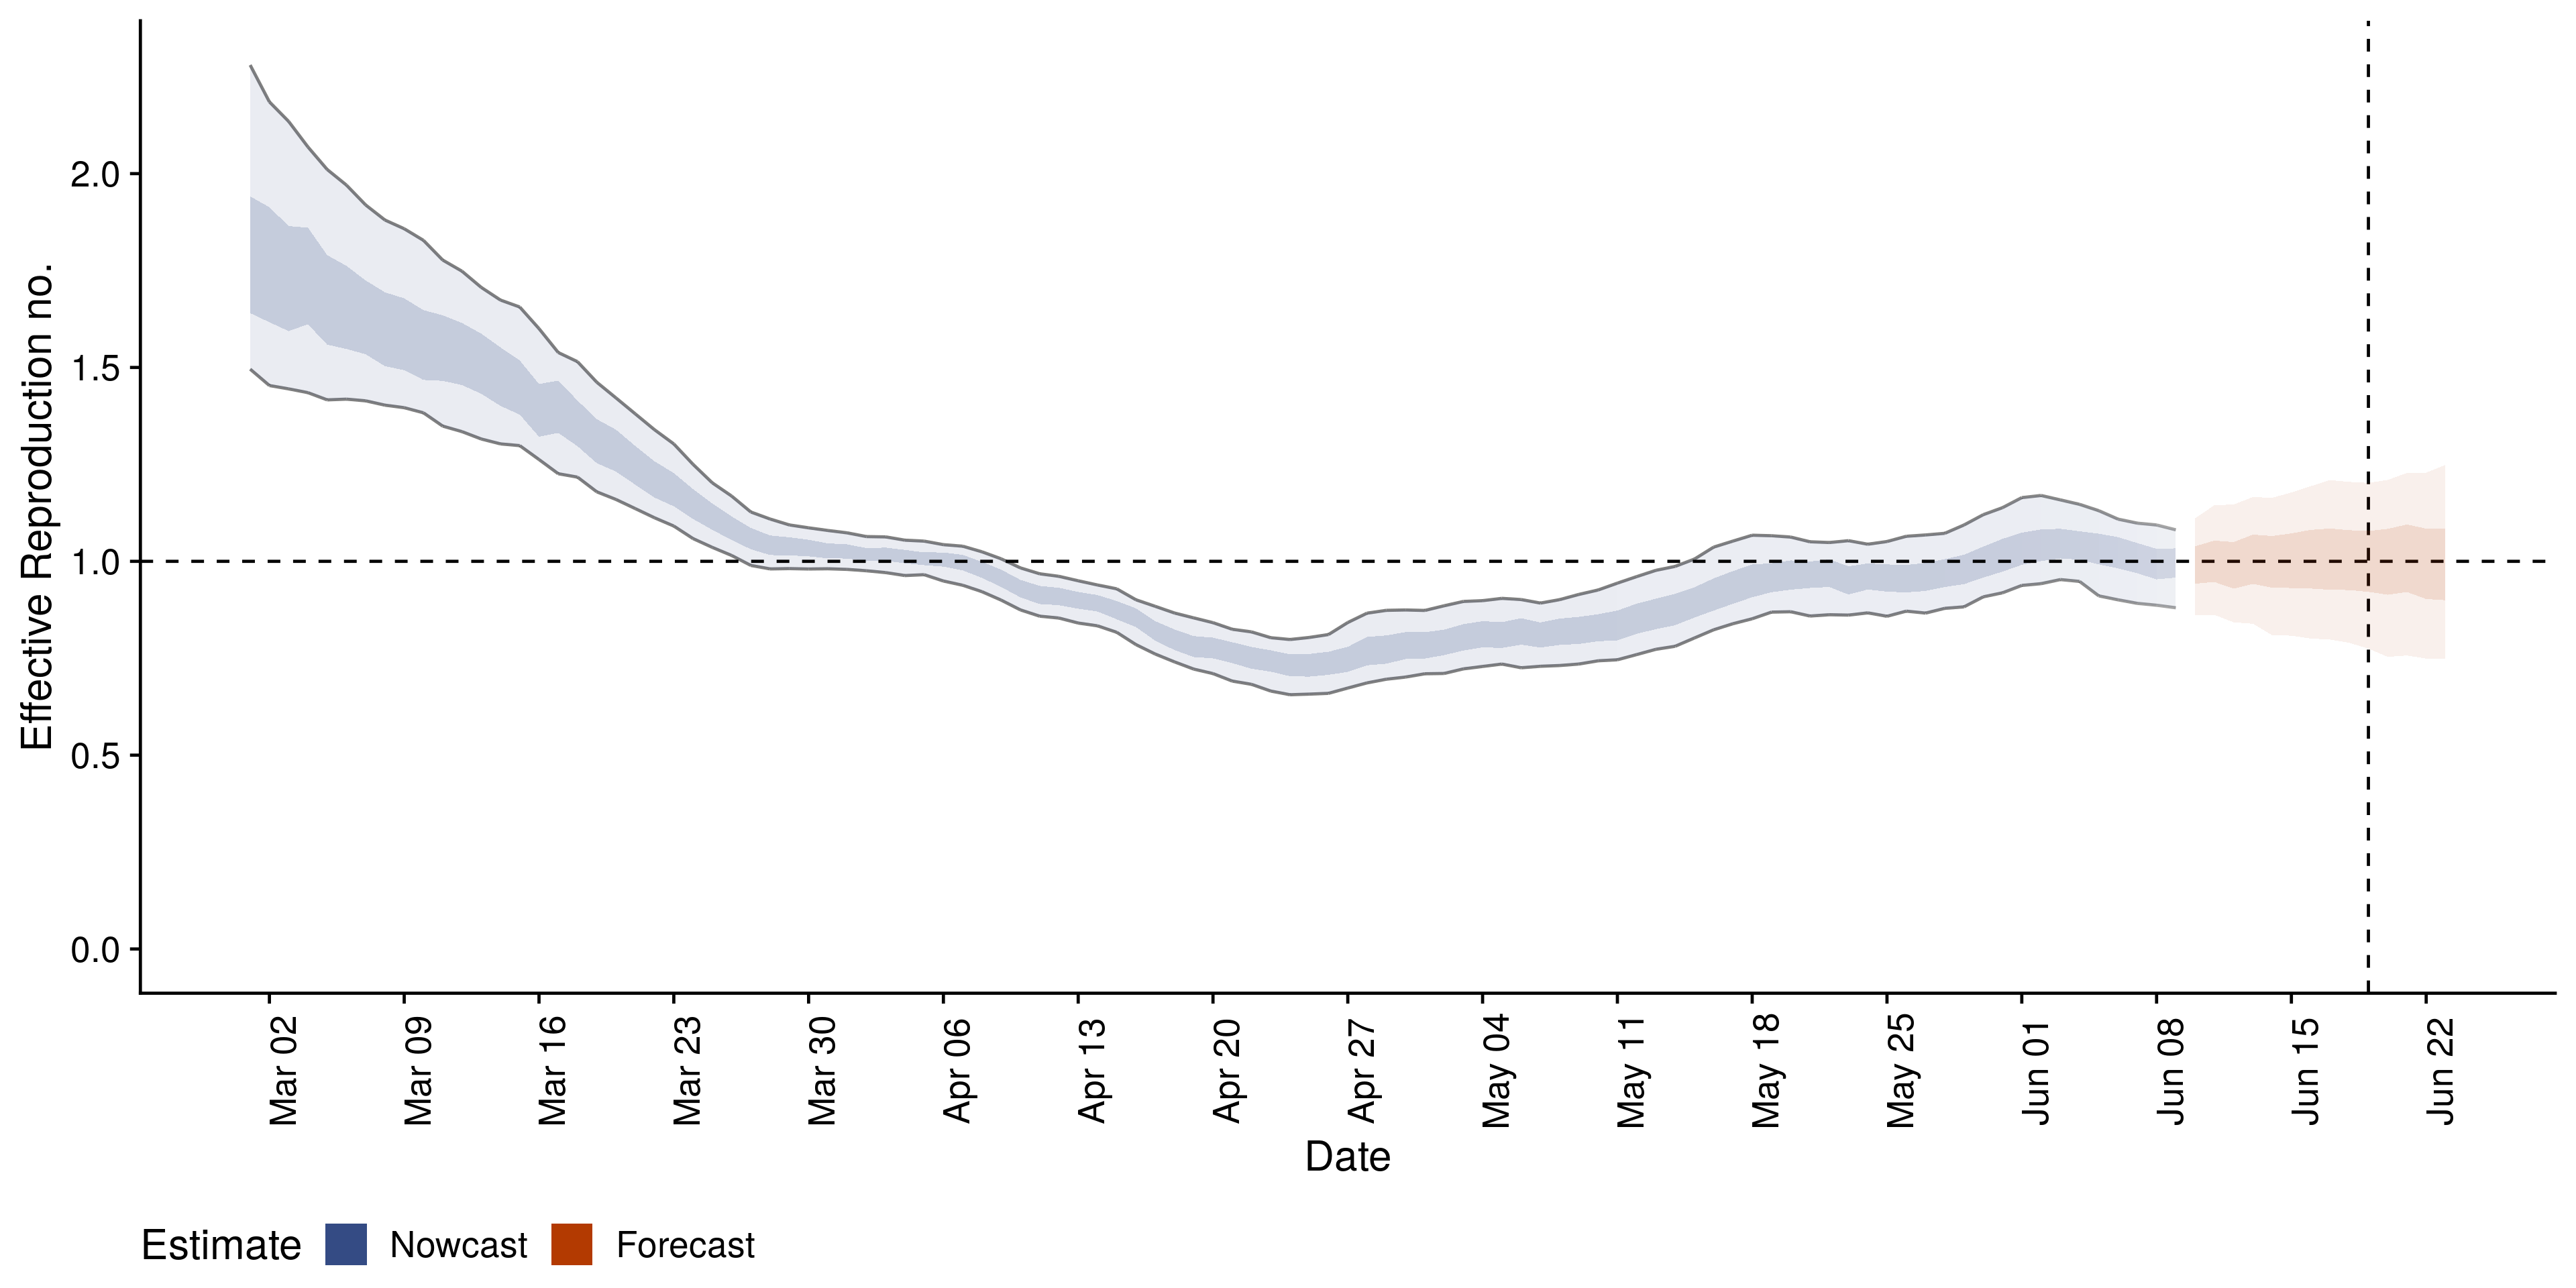 Effective Reproduction no.
2.0
1.5
1.0
0.5
0.0
Mar 02
Mar 09
Mar 16
Mar 23
Mar 30
Apr 06
Apr 13
Apr 20
Apr 27
May 04
May 11
May 18
May 25
Jun 01
Jun 08
Jun 15
Jun 22
Date
Estimate Nowcast Forecast